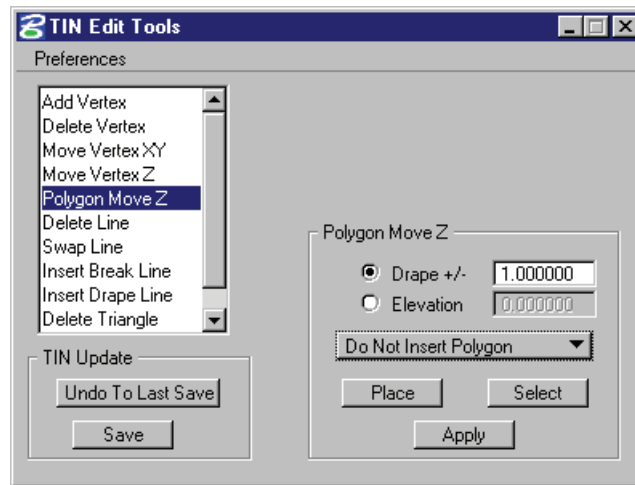 TIN Edit Tools
Preferences
Add Vertex
Delete Vertex
Move Vertex XY
Move Vertex Z
Polygon Move Z
Delete Line
Swap Line
Insert Break Line
Insert Drape Line
Delete Triangle
TIN Update
Undo To Last Save
Save
Polygon Move Z
Drape +/- 1.000000
Elevation 0.000000
Do Not Insert Polygon
Place Select
Apply